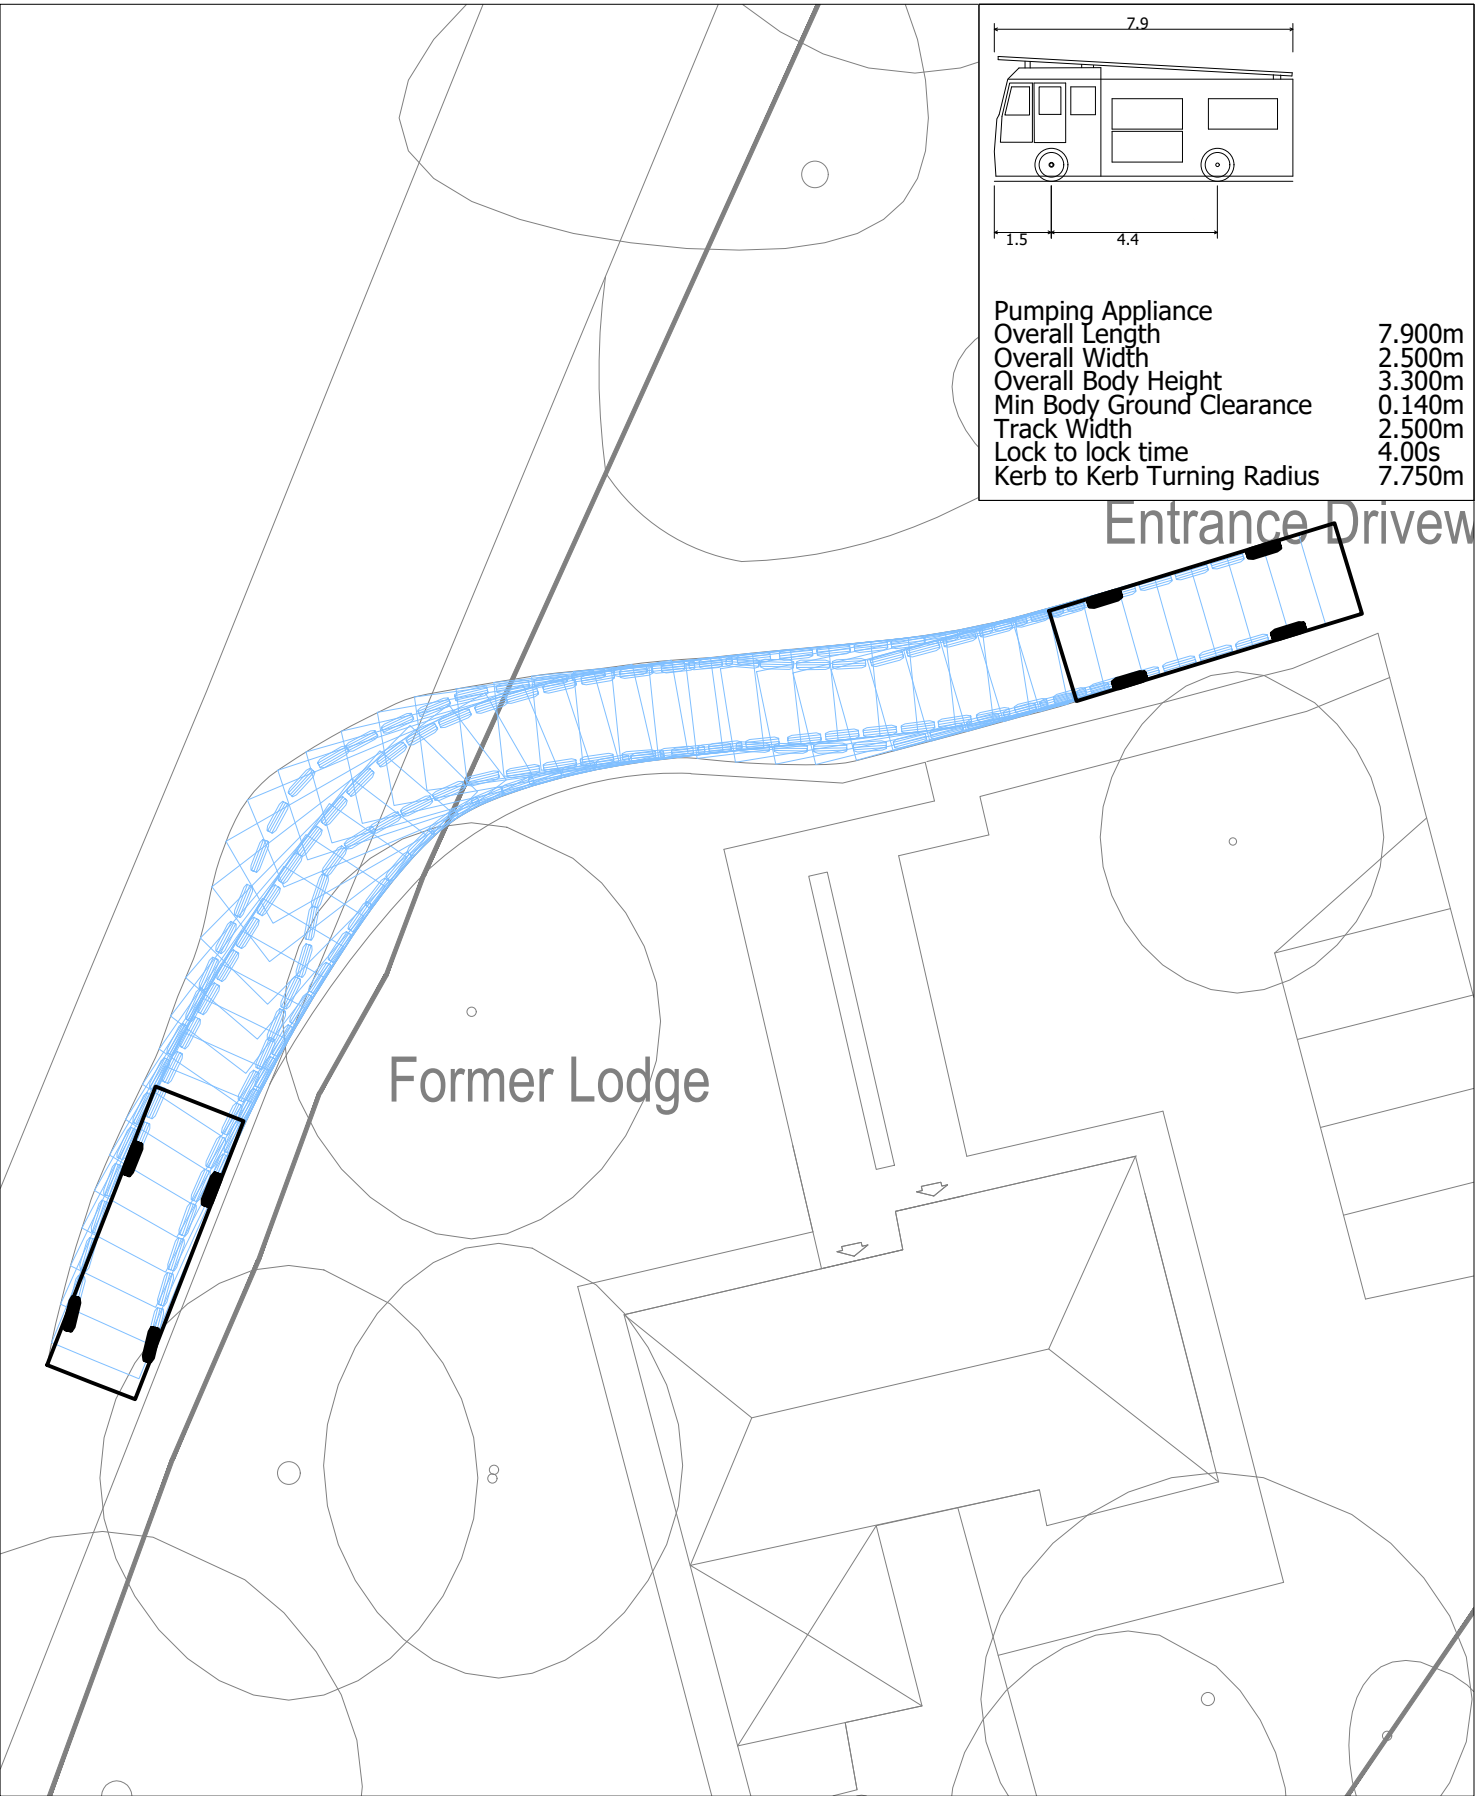 7.9
1.5 4.4
Pumping Appliance
Overall Length 7.900m
Overall Width 2.500m
Overall Body Height 3.300m
Min Body Ground Clearance 0.140m
Track Width 2.500m
Lock to lock time 4.00s
Kerb to Kerb Turning Radius 7.750m
Entrance Drivew
Former Lodge